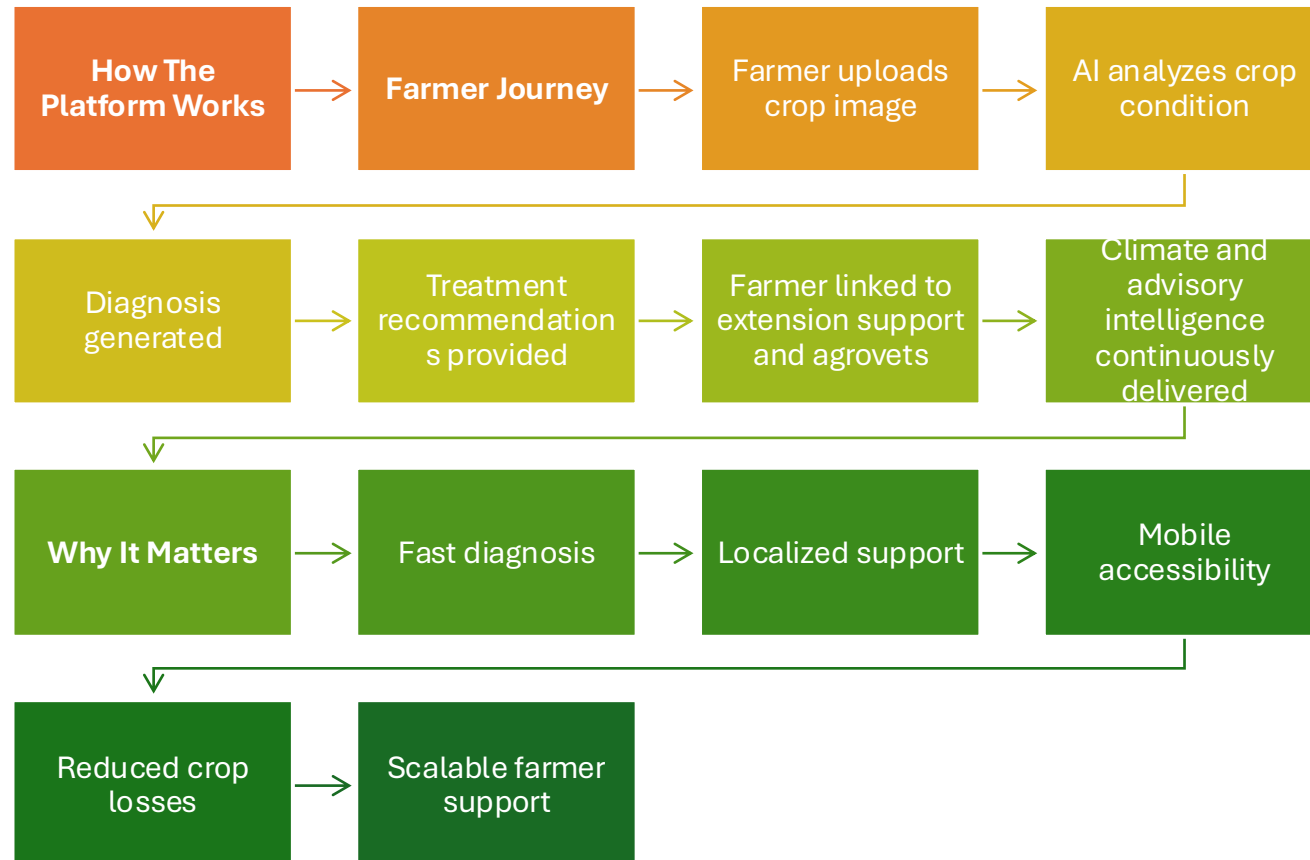 How The
Platform Works
Farmer Journey
Farmer uploads
crop image
AI analyzes crop
condition
Diagnosis
generated
Treatment
recommendation
s provided
Farmer linked to
extension support
and agrovets
Climate and
advisory
intelligence
continuously
delivered
Why It Matters
Fast diagnosis
Localized support
Mobile
accessibility
Reduced crop
losses
Scalable farmer
support